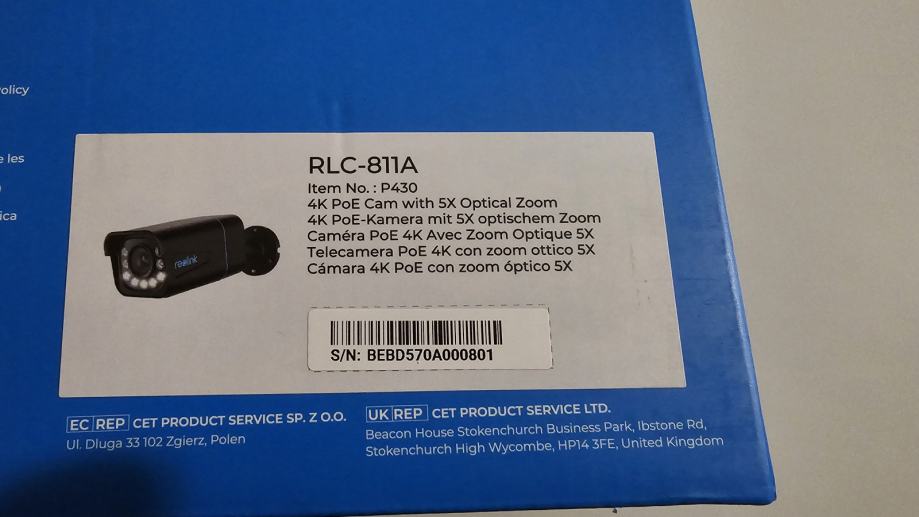 olicy
e les
ica
RLC-811A
Item No. : P430
4K PoE Cam with 5X Optical Zoom
4K PoE-Kamera mit 5X optischem Zoom
Caméra PoE 4K Avec Zoom Optique 5X
Telecamera PoE 4K con zoom ottico 5X
Cámara 4K PoE con zoom óptico 5X
reolink
S/N: BEBD570A000801
EC REP CET PRODUCT SERVICE SP. Z O.O.
Ul. Dluga 33 102 Zgierz, Polen
UK REP CET PRODUCT SERVICE LTD.
Beacon House Stokenchurch Business Park, Ibstone Rd,
Stokenchurch High Wycombe, HP14 3FE, United Kingdom